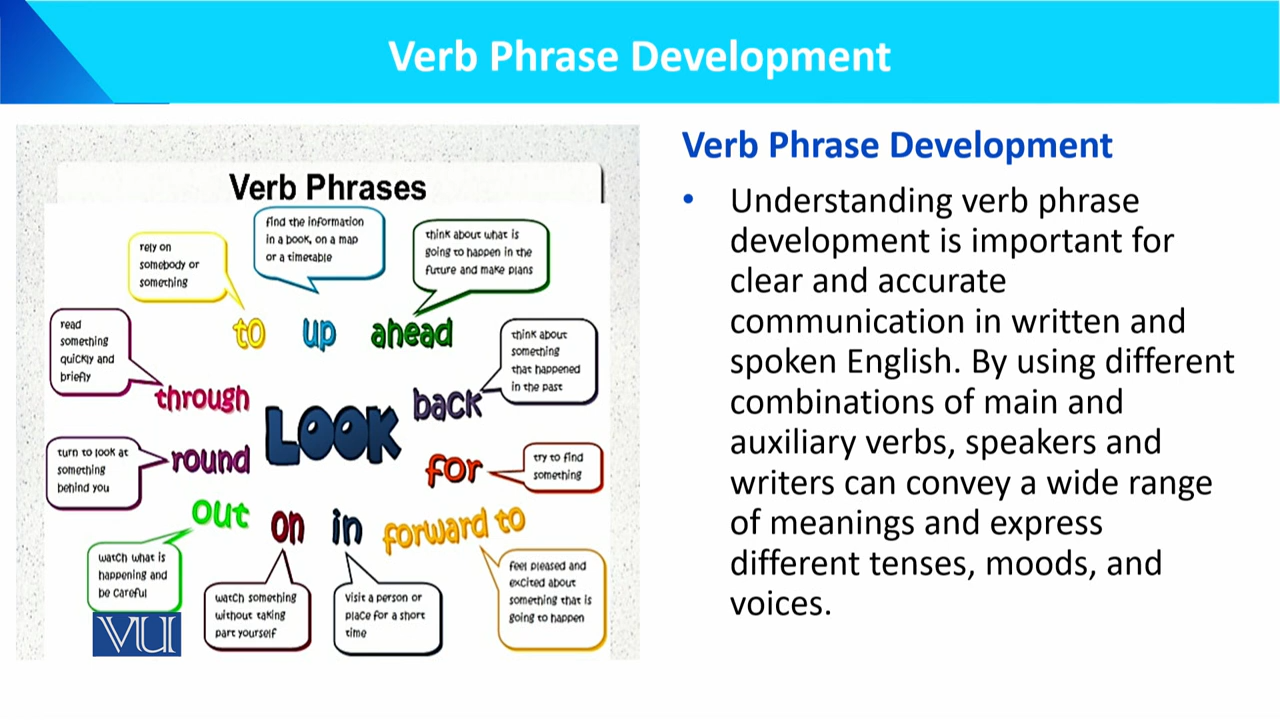 Verb Phrase Development
Verb Phrases
rely on
somebody or
something
find the information
in a book, on a map
or a timetable
think about what is
going to happen in the
future and make plans
to up ahead
read
something
quickly and
briefly
think about
something
that happened
in the past
through
back
LOOK
turn to look at
something
behind you
round
for
try to find
something
out on in forward to
watch what is
happening and
be careful
watch something
without taking
part yourself
visit a person or
place for a short
time
feel pleased and
excited about
something that is
going to happen
VU
Verb Phrase Development
• Understanding verb phrase
development is important for
clear and accurate
communication in written and
spoken English. By using different
combinations of main and
auxiliary verbs, speakers and
writers can convey a wide range
of meanings and express
different tenses, moods, and
voices.